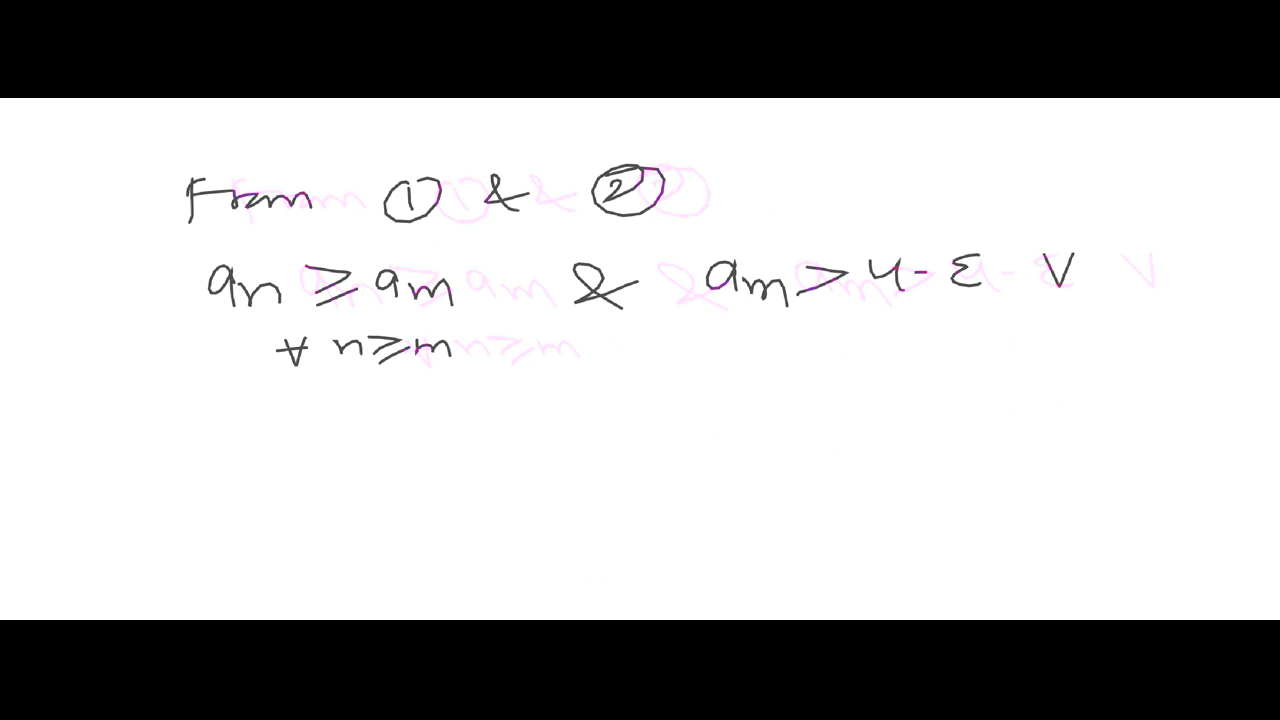 From ① & ②
aₙ ≥ aₘ & aₘ > u - ε V
∀ n ≥ m